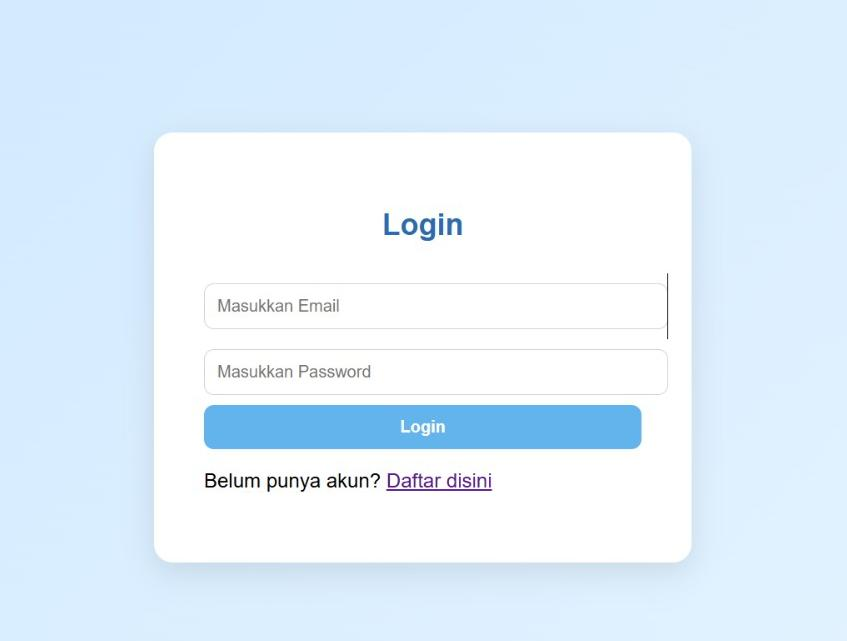 Login
Masukkan Email
Masukkan Password
Login
Belum punya akun? Daftar disini